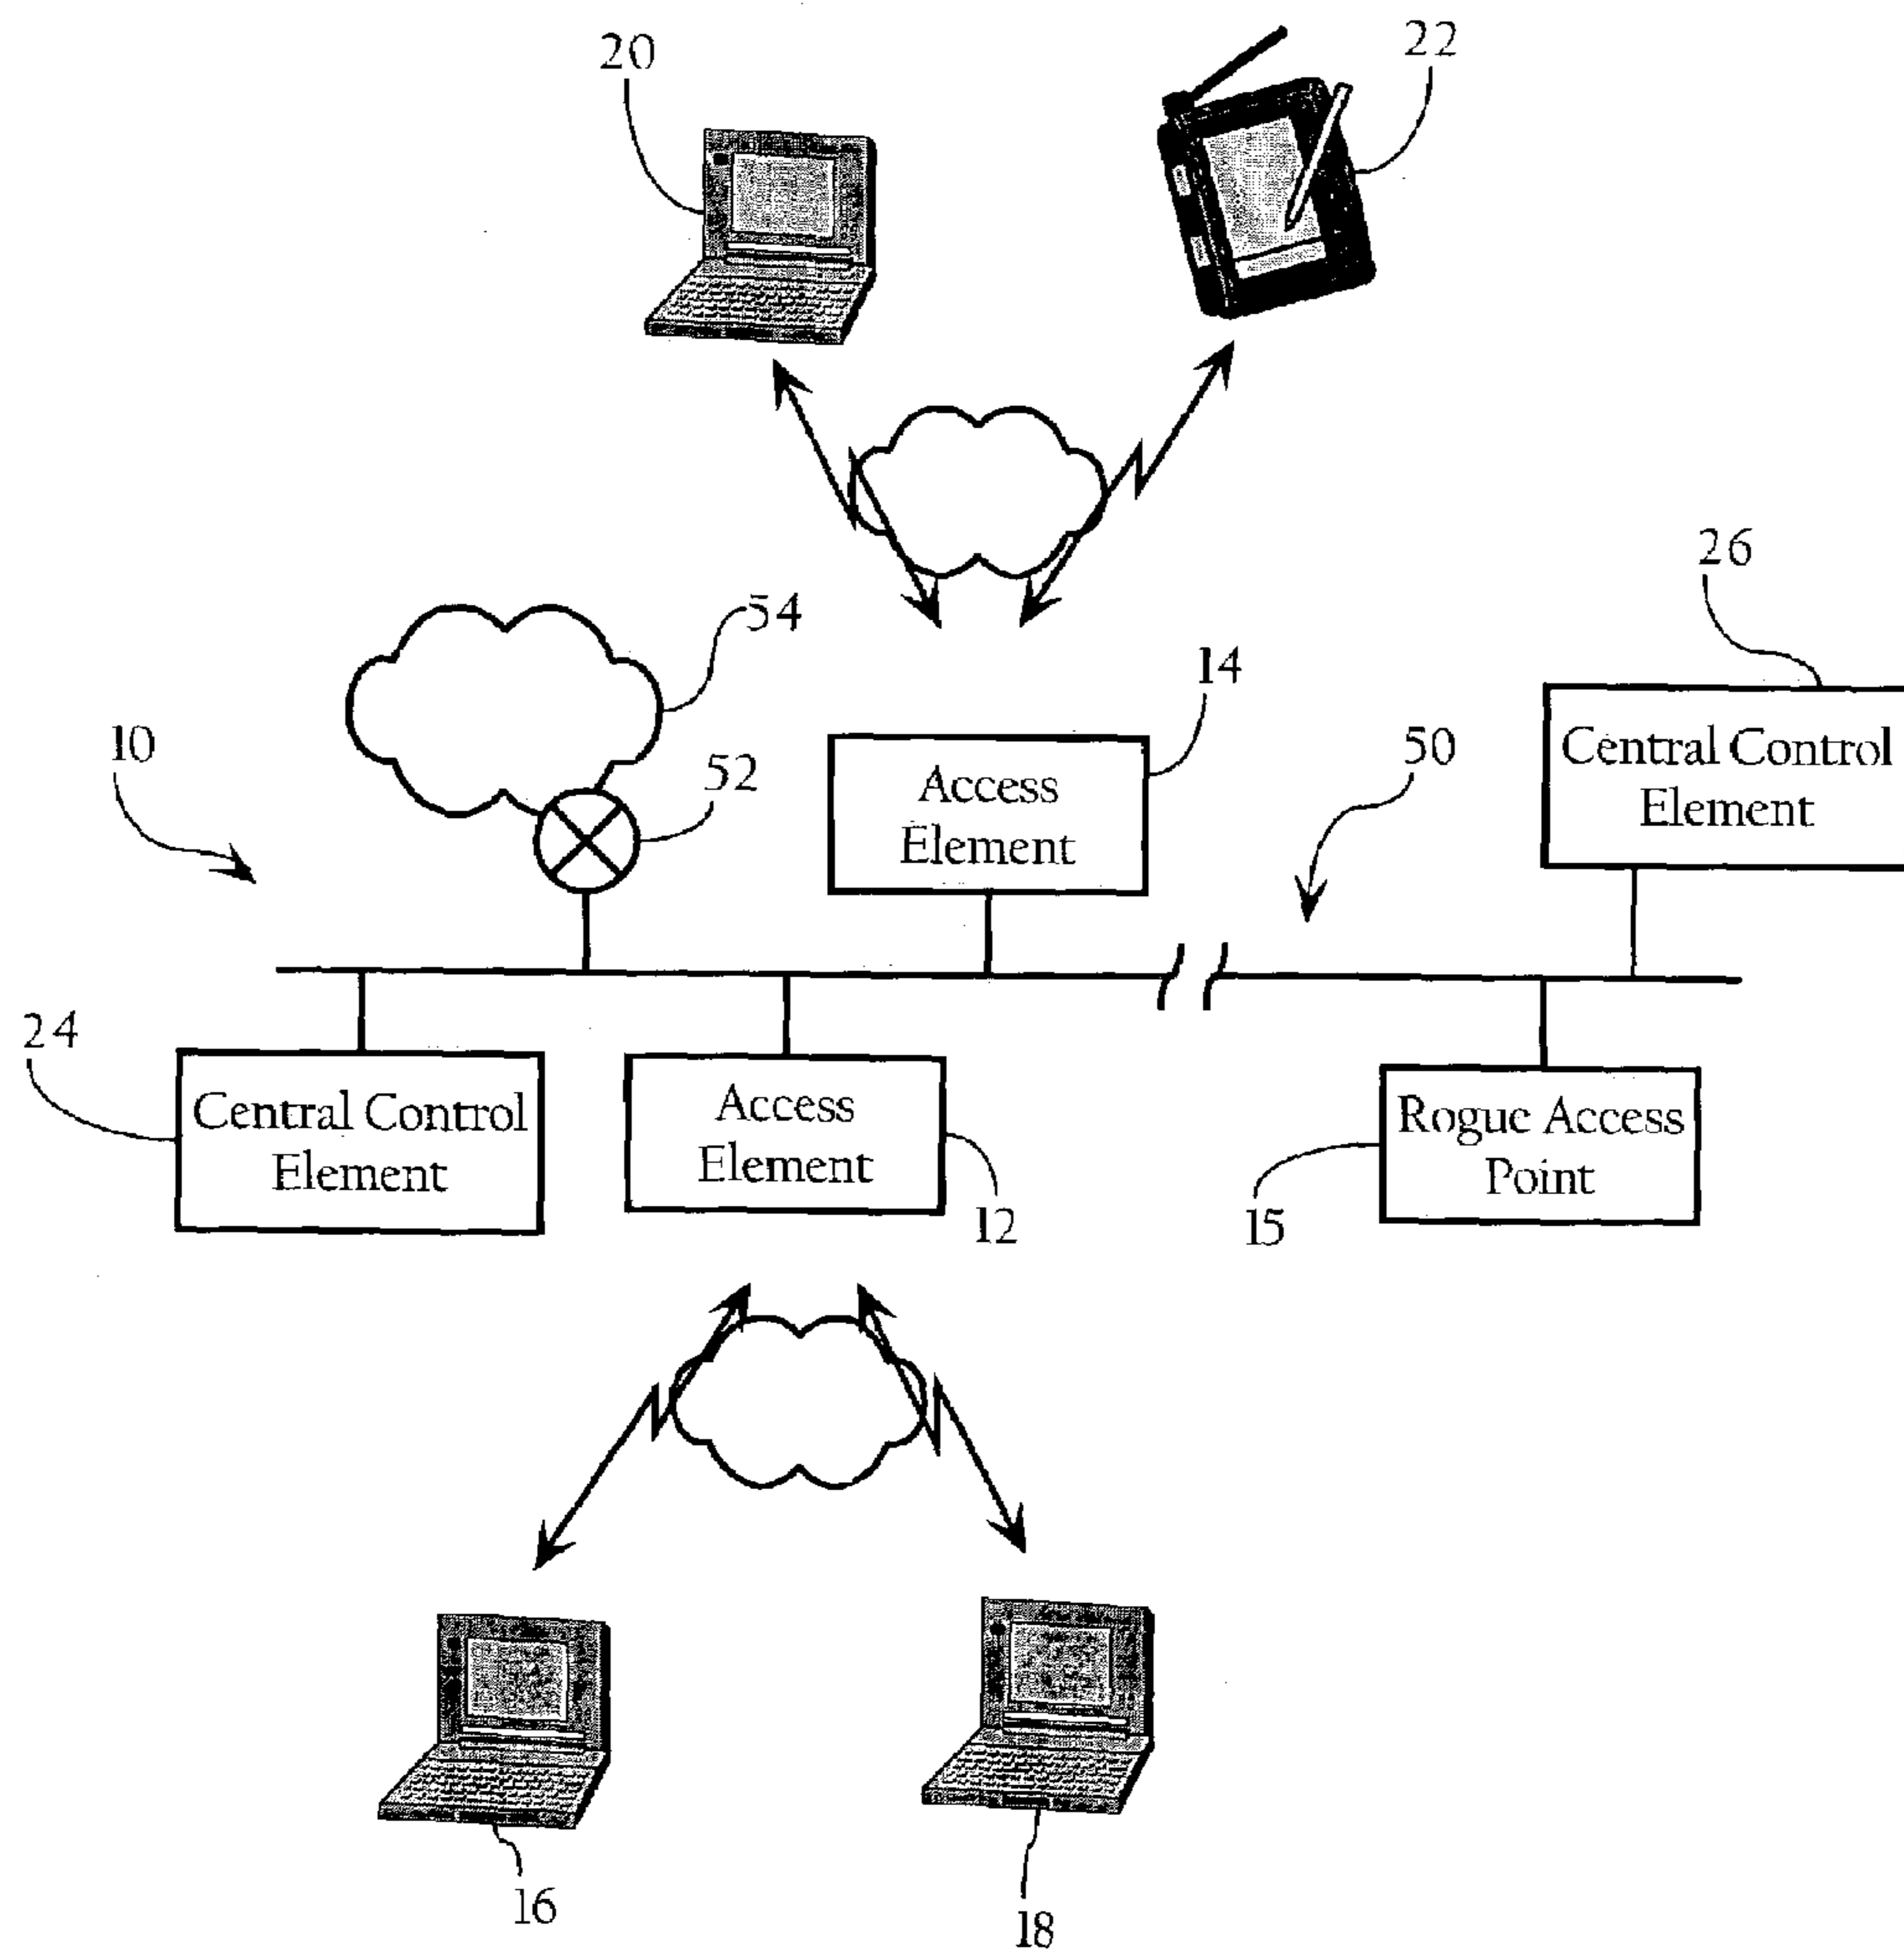 20
22
54
26
14
10
52
50
Access
Element
Central Control
Element
24
Central Control
Element
Access
Element
12
Rogue Access
Point
15
16
18